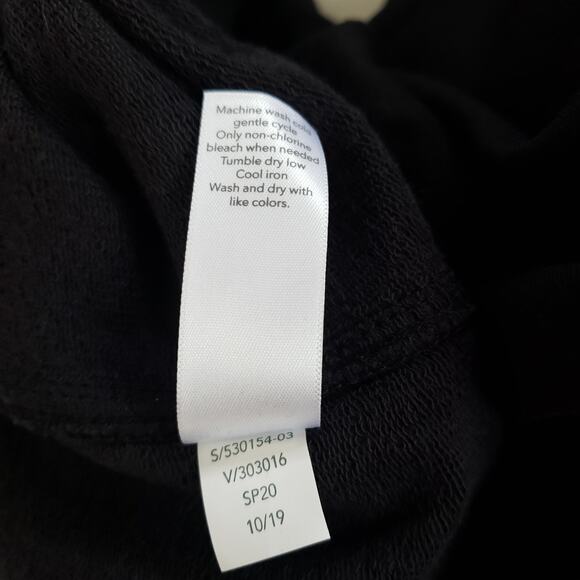 Machine wash cold
gentle cycle
Only non-chlorine
bleach when needed
Tumble dry low
Cool iron
Wash and dry with
like colors.
S/530154-03
V/303016
SP20
10/19